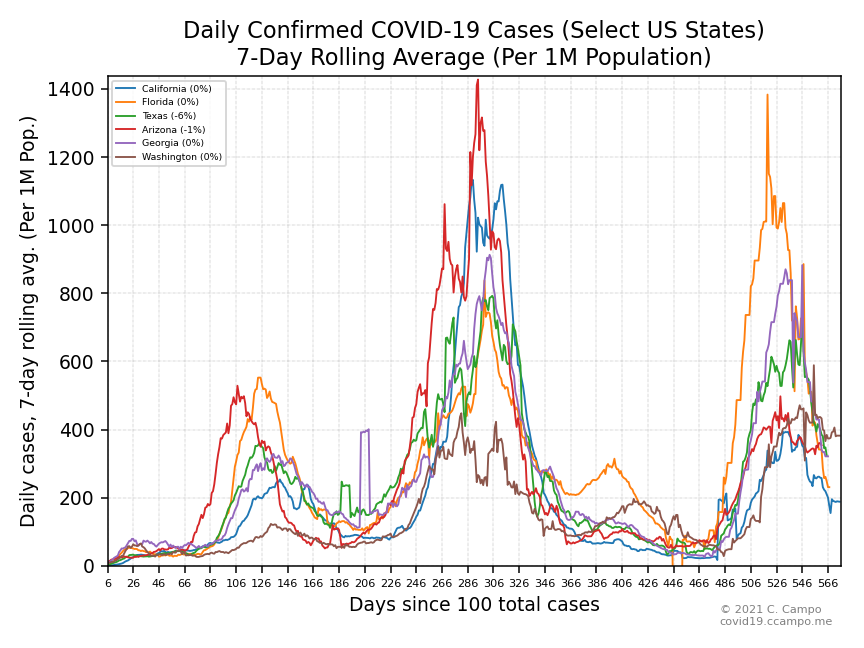 Daily Confirmed COVID-19 Cases (Select US States)
7-Day Rolling Average (Per 1M Population)
Daily cases, 7-day rolling avg. (Per 1M Pop.)
1400
1200
1000
800
600
400
200
0
California (0%)
Florida (0%)
Texas (-6%)
Arizona (-1%)
Georgia (0%)
Washington (0%)
6 26 46 66 86 106 126 146 166 186 206 226 246 266 286 306 326 346 366 386 406 426 446 466 486 506 526 546 566
Days since 100 total cases
© 2021 C. Campo
covid19.ccampo.me